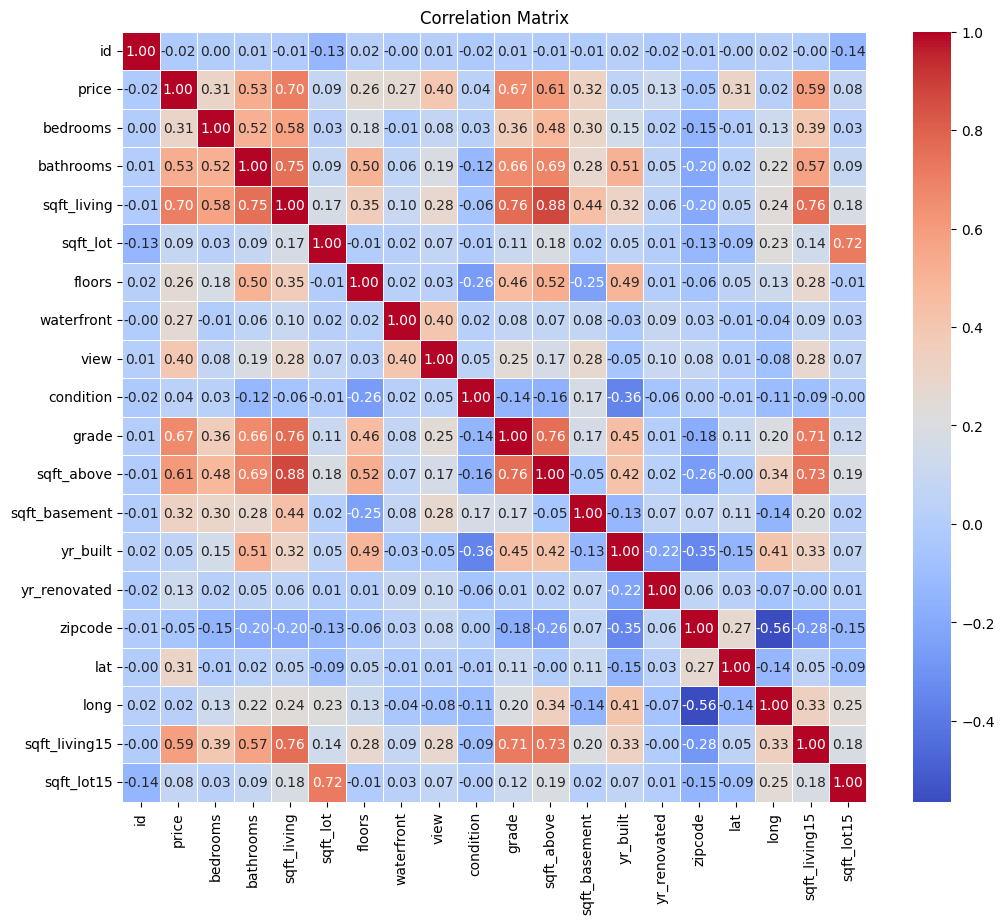 Correlation Matrix
id 1.00 -0.02 0.00 0.01 -0.01 -0.13 0.02 -0.00 0.01 -0.02 0.01 -0.01 -0.01 0.02 -0.02 -0.01 -0.00 0.02 -0.00 -0.14
price -0.02 1.00 0.31 0.53 0.70 0.09 0.26 0.27 0.40 0.04 0.67 0.61 0.32 0.05 0.13 -0.05 0.31 0.02 0.59 0.08
bedrooms 0.00 0.31 1.00 0.52 0.58 0.03 0.18 -0.01 0.08 0.03 0.36 0.48 0.30 0.15 0.02 -0.15 -0.01 0.13 0.39 0.03
bathrooms 0.01 0.53 0.52 1.00 0.75 0.09 0.50 0.06 0.19 -0.12 0.66 0.69 0.28 0.51 0.05 -0.20 0.02 0.22 0.57 0.09
sqft_living -0.01 0.70 0.58 0.75 1.00 0.17 0.35 0.10 0.28 -0.06 0.76 0.88 0.44 0.32 0.06 -0.20 0.05 0.24 0.76 0.18
sqft_lot -0.13 0.09 0.03 0.09 0.17 1.00 -0.01 0.02 0.07 -0.01 0.11 0.18 0.02 0.05 0.01 -0.13 -0.09 0.23 0.14 0.72
floors 0.02 0.26 0.18 0.50 0.35 -0.01 1.00 0.02 0.03 -0.26 0.46 0.52 -0.25 0.49 0.01 -0.06 0.05 0.13 0.28 -0.01
waterfront -0.00 0.27 -0.01 0.06 0.10 0.02 0.02 1.00 0.40 0.02 0.08 0.07 0.08 -0.03 0.09 0.03 -0.01 -0.04 0.09 0.03
view 0.01 0.40 0.08 0.19 0.28 0.07 0.03 0.40 1.00 0.05 0.25 0.17 0.28 -0.05 0.10 0.08 0.01 -0.08 0.28 0.07
condition -0.02 0.04 0.03 -0.12 -0.06 -0.01 -0.26 0.02 0.05 1.00 -0.14 -0.16 0.17 -0.36 -0.06 0.00 -0.01 -0.11 -0.09 -0.00
grade 0.01 0.67 0.36 0.66 0.76 0.11 0.46 0.08 0.25 -0.14 1.00 0.76 0.17 0.45 0.01 -0.18 0.11 0.20 0.71 0.12
sqft_above -0.01 0.61 0.48 0.69 0.88 0.18 0.52 0.07 0.17 -0.16 0.76 1.00 -0.05 0.42 0.02 -0.26 -0.00 0.34 0.73 0.19
sqft_basement -0.01 0.32 0.30 0.28 0.44 0.02 -0.25 0.08 0.28 0.17 0.17 -0.05 1.00 -0.13 0.07 0.07 0.11 -0.14 0.20 0.02
yr_built 0.02 0.05 0.15 0.51 0.32 0.05 0.49 -0.03 -0.05 -0.36 0.45 0.42 -0.13 1.00 -0.22 -0.35 -0.15 0.41 0.33 0.07
yr_renovated -0.02 0.13 0.02 0.05 0.06 0.01 0.01 0.09 0.10 -0.06 0.01 0.02 0.07 -0.22 1.00 0.06 0.03 -0.07 -0.00 0.01
zipcode -0.01 -0.05 -0.15 -0.20 -0.20 -0.13 -0.06 0.03 0.08 0.00 -0.18 -0.26 0.07 -0.35 0.06 1.00 0.27 -0.56 -0.28 -0.15
lat -0.00 0.31 -0.01 0.02 0.05 -0.09 0.05 -0.01 0.01 -0.01 0.11 -0.00 0.11 -0.15 0.03 0.27 1.00 -0.14 0.05 -0.09
long 0.02 0.02 0.13 0.22 0.24 0.23 0.13 -0.04 -0.08 -0.11 0.20 0.34 -0.14 0.41 -0.07 -0.56 -0.14 1.00 0.33 0.25
sqft_living15 -0.00 0.59 0.39 0.57 0.76 0.14 0.28 0.09 0.28 -0.09 0.71 0.73 0.20 0.33 -0.00 -0.28 0.05 0.33 1.00 0.18
sqft_lot15 -0.14 0.08 0.03 0.09 0.18 0.72 -0.01 0.03 0.07 -0.00 0.12 0.19 0.02 0.07 0.01 -0.15 -0.09 0.25 0.18 1.00
id
price
bedrooms
bathrooms
sqft_living
sqft_lot
floors
waterfront
view
condition
grade
sqft_above
sqft_basement
yr_built
yr_renovated
zipcode
lat
long
sqft_living15
sqft_lot15
1.0
0.8
0.6
0.4
0.2
0.0
−0.2
−0.4